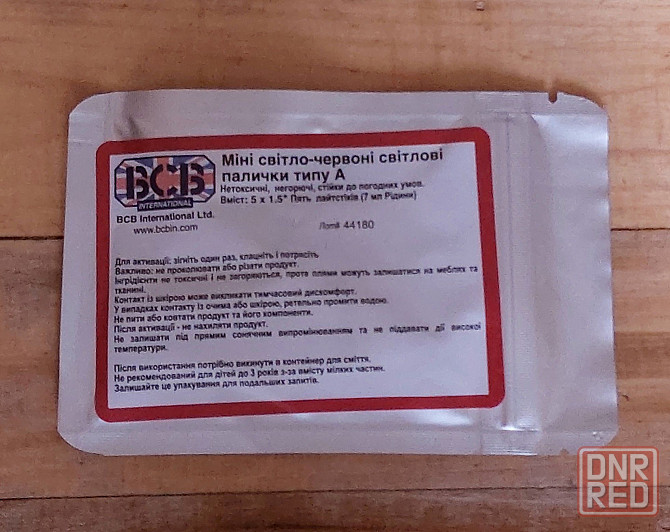 BCB
INTERNATIONAL
BCB International Ltd.
www.bcbin.com
Міні світло-червоні світлові
палички типу А
Нетоксичні, негорючі, стійки до погодних умов.
Вміст: 5 x 1.5" Пять лайтстіків (7 мл Рідини)
Лот# 44180
Для активації: зігніть один раз, клацніть і потрясіть
Важливо: не проколювати або різати продукт.
Інгрідієнти не токсичні і не загоряються, проте плями можуть залишатися на меблях та
тканині.
Контакт із шкірою може викликати тимчасовий дискомфорт.
У випадках контакту із очима або шкірою, ретельно промити водою.
Не пити або ковтати продукт та його компоненти.
Після активації - не нахиляти продукт.
Не залишати під прямим сонячним випромінюванням та не піддавати дії високої
температури.
Після використання потрібно викинути в контейнер для сміття.
Не рекомендований для дітей до 3 років з-за вмісту мілких частин.
Залишайте це упакування для подальших запитів.
DNR
RED